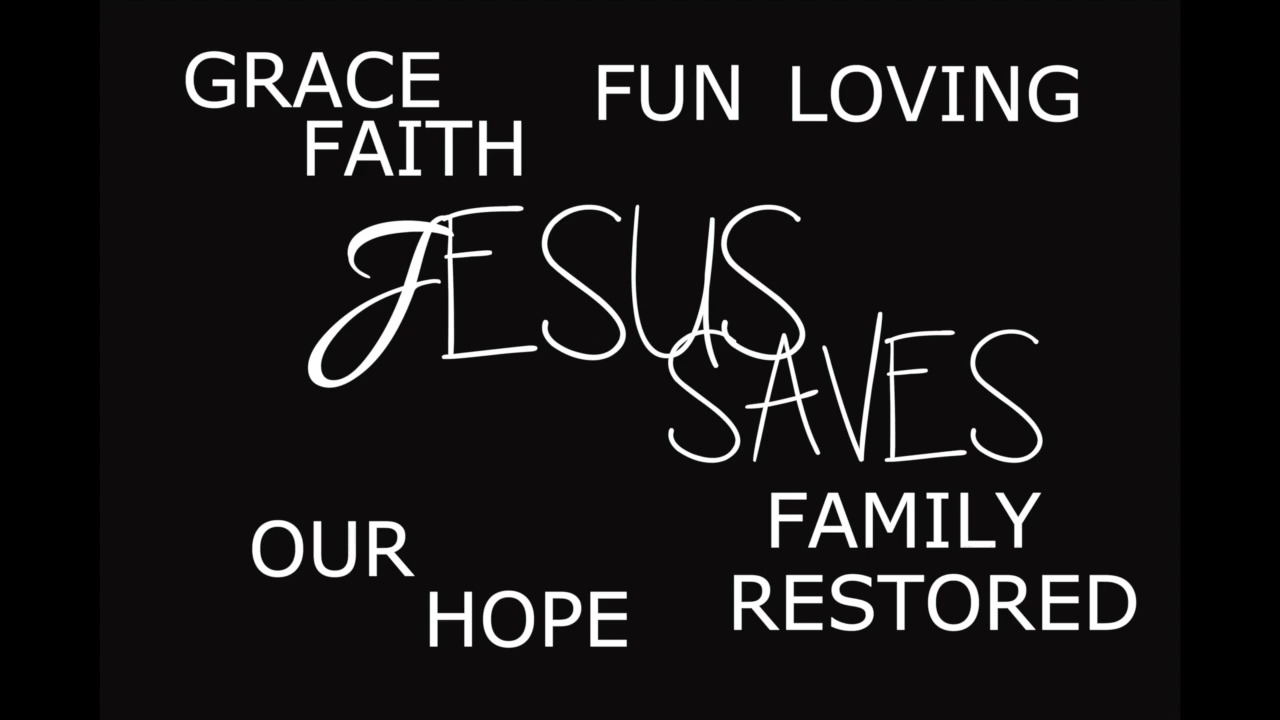 GRACE
FAITH
FUN LOVING
JESUS
SAVES
OUR
HOPE
FAMILY
RESTORED